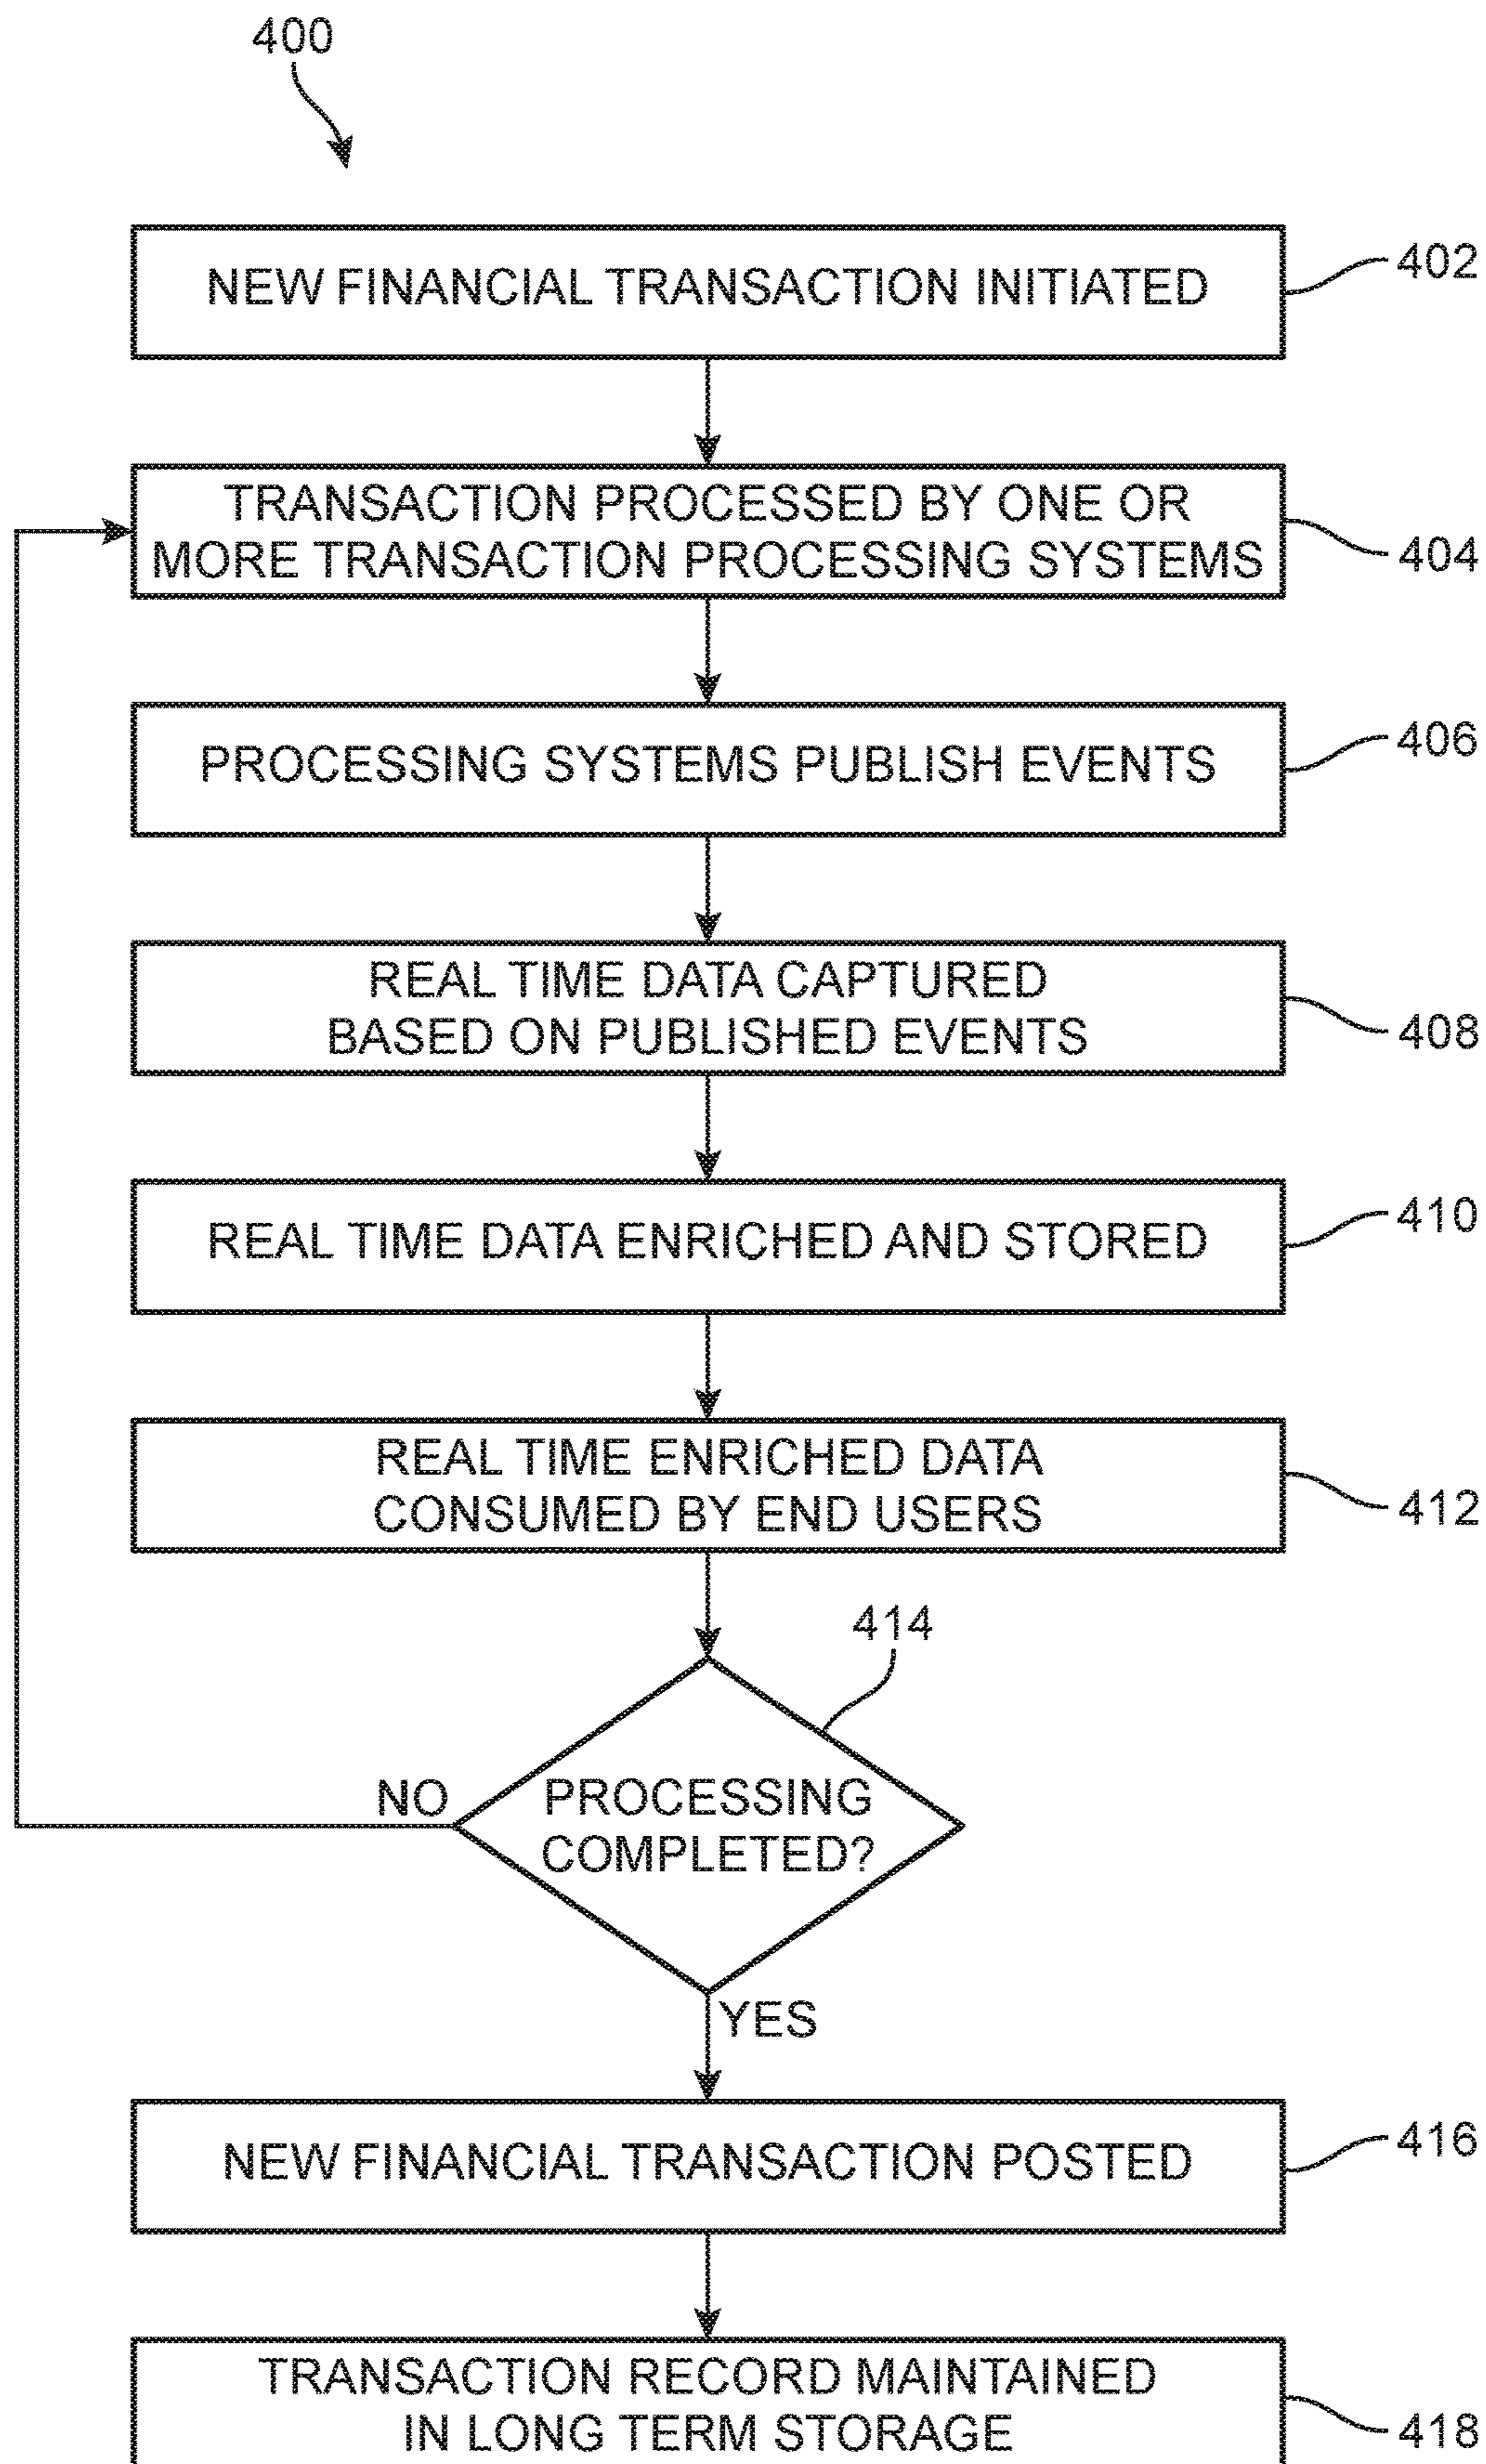 400
NEW FINANCIAL TRANSACTION INITIATED
402
TRANSACTION PROCESSED BY ONE OR
MORE TRANSACTION PROCESSING SYSTEMS
404
PROCESSING SYSTEMS PUBLISH EVENTS
406
REAL TIME DATA CAPTURED
BASED ON PUBLISHED EVENTS
408
REAL TIME DATA ENRICHED AND STORED
410
REAL TIME ENRICHED DATA
CONSUMED BY END USERS
412
414
NO
PROCESSING
COMPLETED?
YES
NEW FINANCIAL TRANSACTION POSTED
416
TRANSACTION RECORD MAINTAINED
IN LONG TERM STORAGE
418